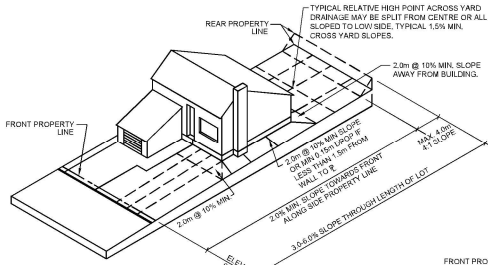 TYPICAL RELATIVE HIGH POINT ACROSS YARD
DRAINAGE MAY BE SPLIT FROM CENTRE OR ALL
SLOPED TO LOW SIDE, TYPICAL 1.5% MIN.
CROSS YARD SLOPES.
REAR PROPERTY
LINE
2.0m @ 10% MIN. SLOPE
AWAY FROM BUILDING.
FRONT PROPERTY
LINE
2.0m @ 10% MIN SLOPE
OR MIN 0.15m DROP IF
LESS THAN 1.5m FROM
WALL TO ⅊
MAX. 4.0m
4:1 SLOPE
2.0m @ 10% MIN.
2.0% MIN. SLOPE TOWARDS FRONT
ALONG SIDE PROPERTY LINE
3.0-6.0% SLOPE THROUGH LENGTH OF LOT
FRONT PRO